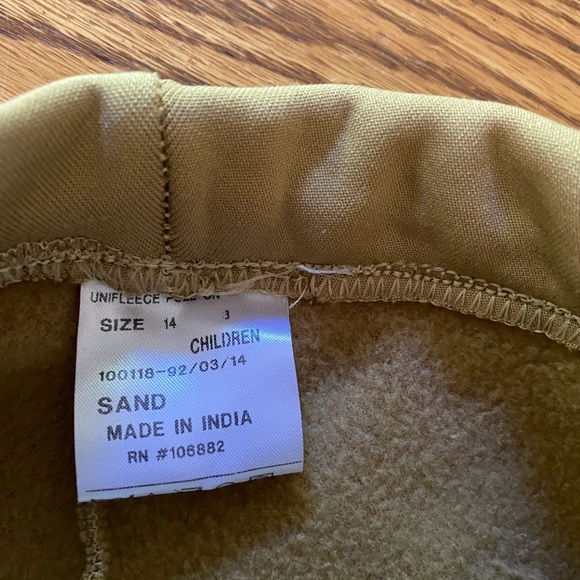 UNIFLEECE
SIZE 14 3
CHILDREN
100118-92/03/14
SAND
MADE IN INDIA
RN #106882